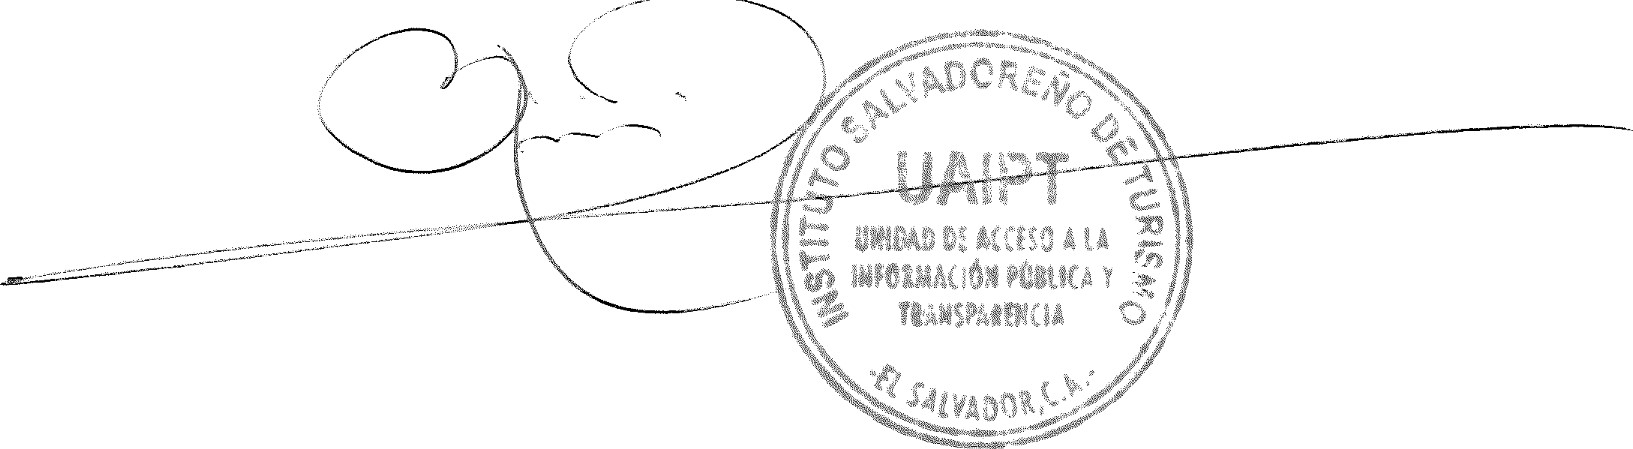 INSTITUTO SALVADOREÑO DE TURISMO
UAIPT
UNIDAD DE ACCESO A LA
INFORMACIÓN PÚBLICA Y
TRANSPARENCIA
-EL SALVADOR, C.A.-